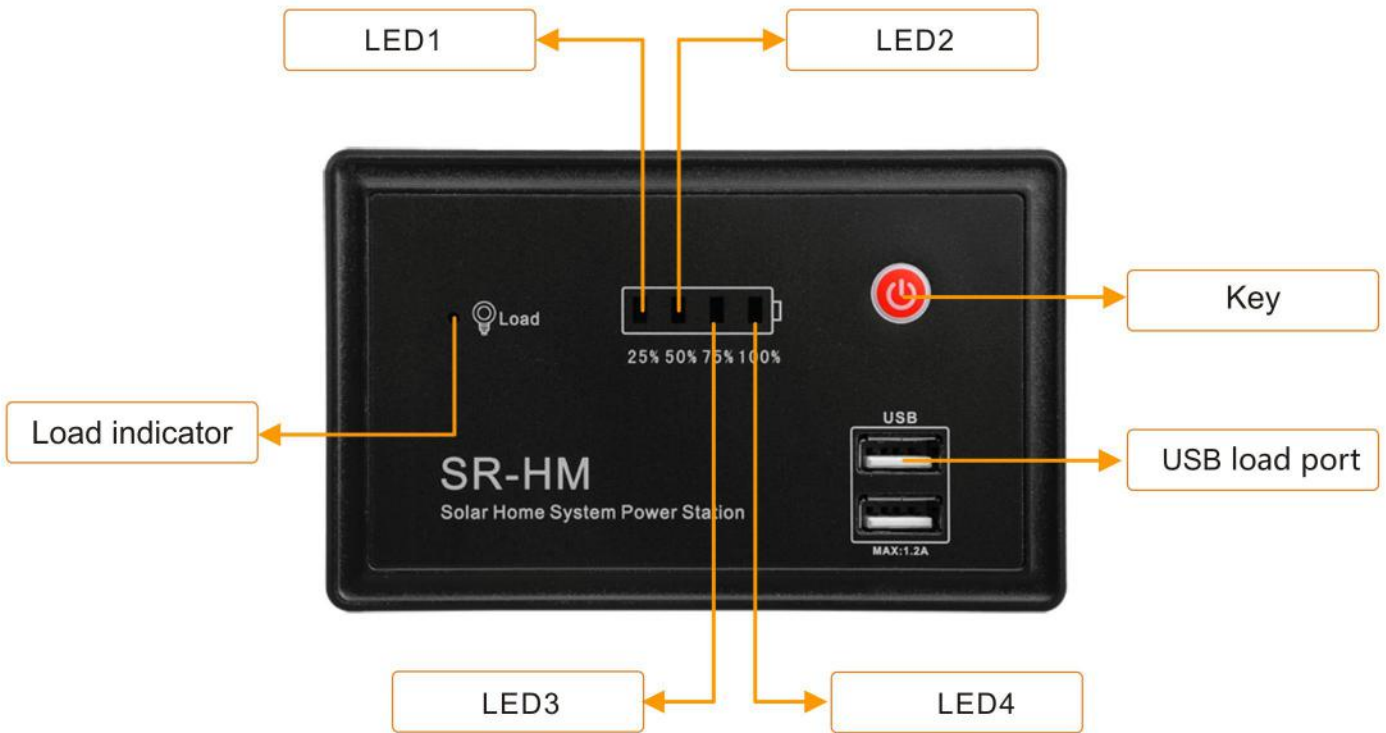 LED1
LED2
Load
25% 50% 75% 100%
Key
USB
Load indicator
USB load port
SR-HM
Solar Home System Power Station
MAX:1.2A
LED3
LED4